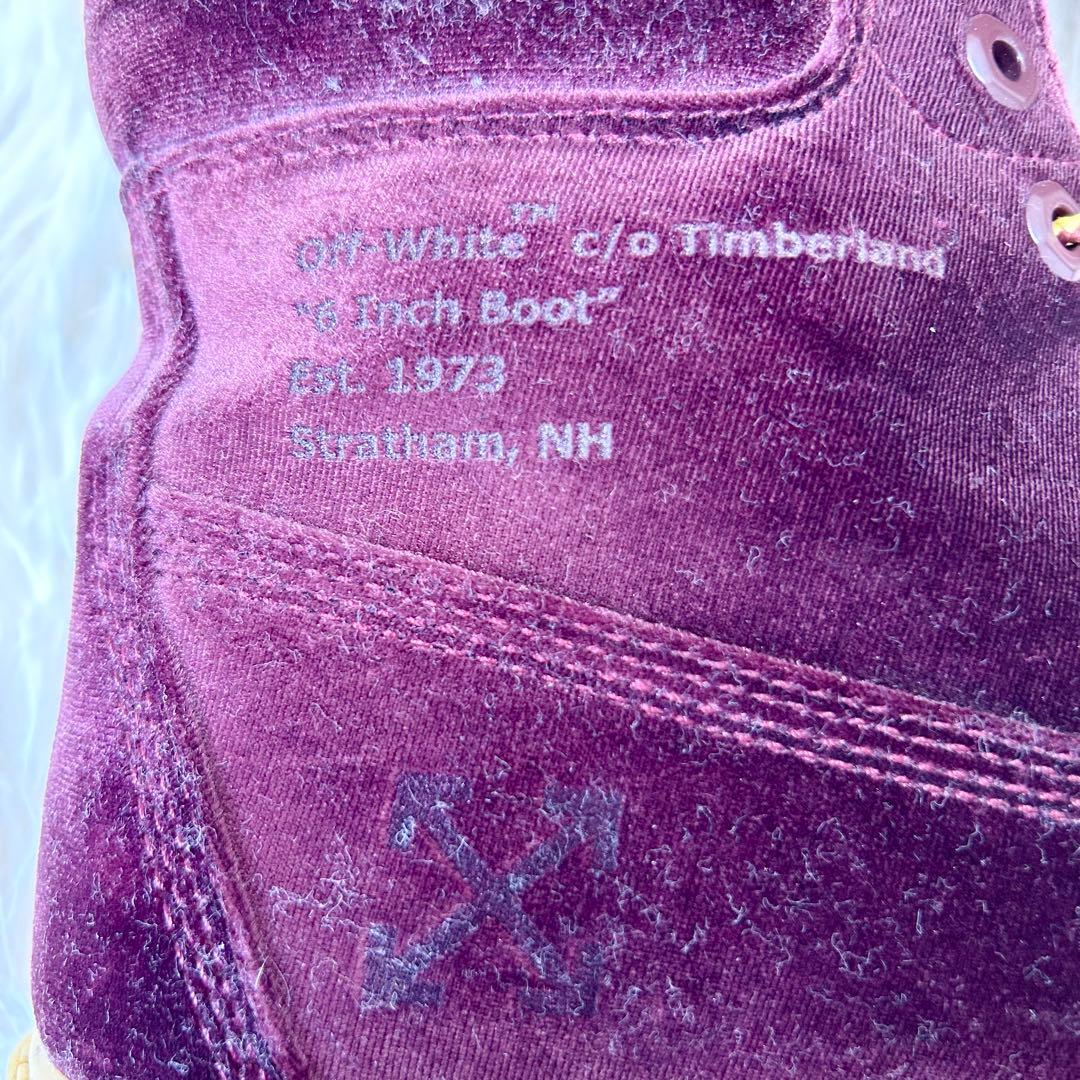 Off-White™ c/o Timberland
"6 Inch Boot"
Est. 1973
Stratham, NH